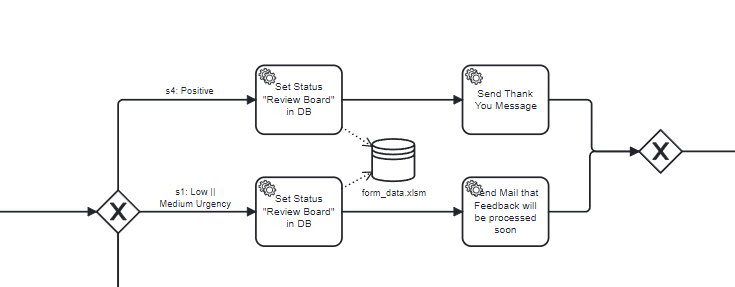 s4: Positive
Set Status
"Review Board"
in DB
Send Thank
You Message
s1: Low ||
Medium Urgency
Set Status
"Review Board"
in DB
form_data.xlsm
Send Mail that
Feedback will
be processed
soon